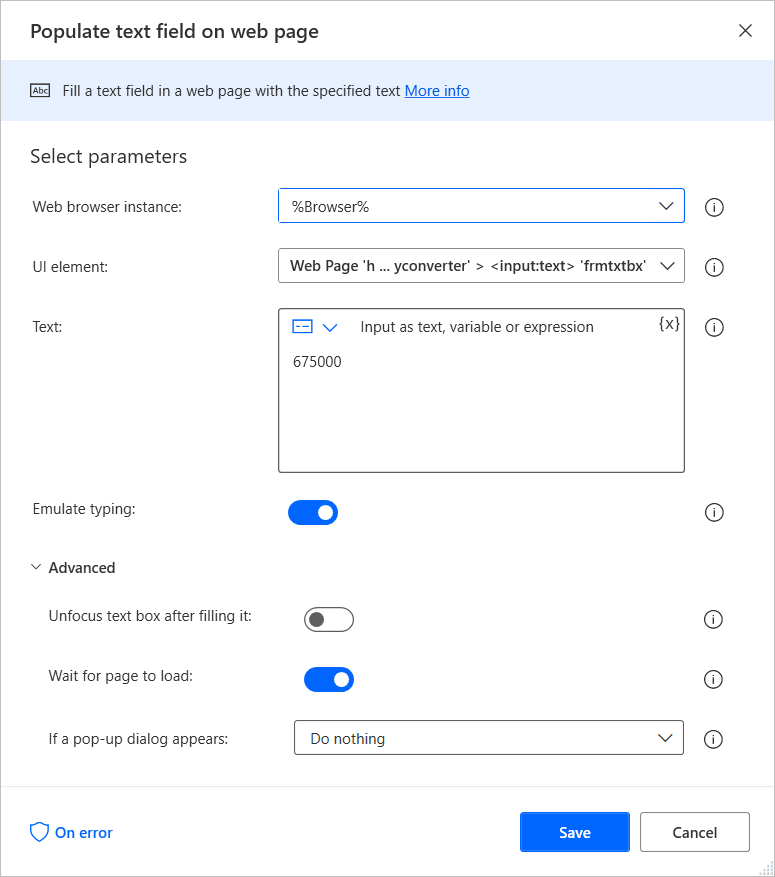 Populate text field on web page
Abc Fill a text field in a web page with the specified text More info
Select parameters
Web browser instance: %Browser%
UI element: Web Page 'h ... yconverter' > <input:text> 'frmtxtbx'
Text: Input as text, variable or expression {x}
675000
Emulate typing:
Advanced
Unfocus text box after filling it:
Wait for page to load:
If a pop-up dialog appears: Do nothing
On error Save Cancel